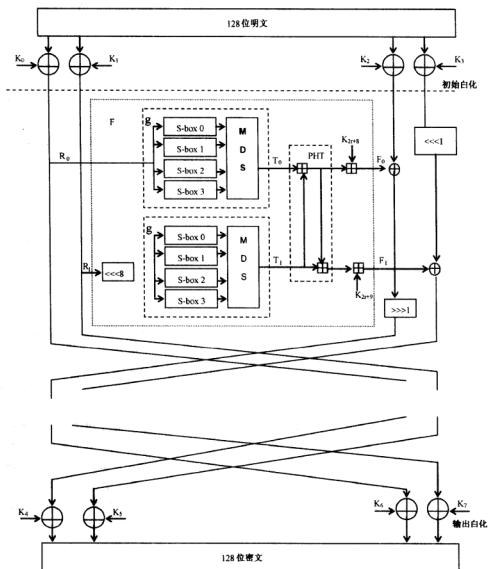 128位明文
K₀ K₁ K₂ K₃
初始白化
F
g
S-box 0
S-box 1
S-box 2
S-box 3
M D S
R₀
T₀
PHT
K₂ᵣ₊₈
F₀
<<<1
g
S-box 0
S-box 1
S-box 2
S-box 3
M D S
R₁
<<<8
T₁
K₂ᵣ₊₉
F₁
>>>1
K₄ K₅ K₆ K₇
输出白化
128位密文